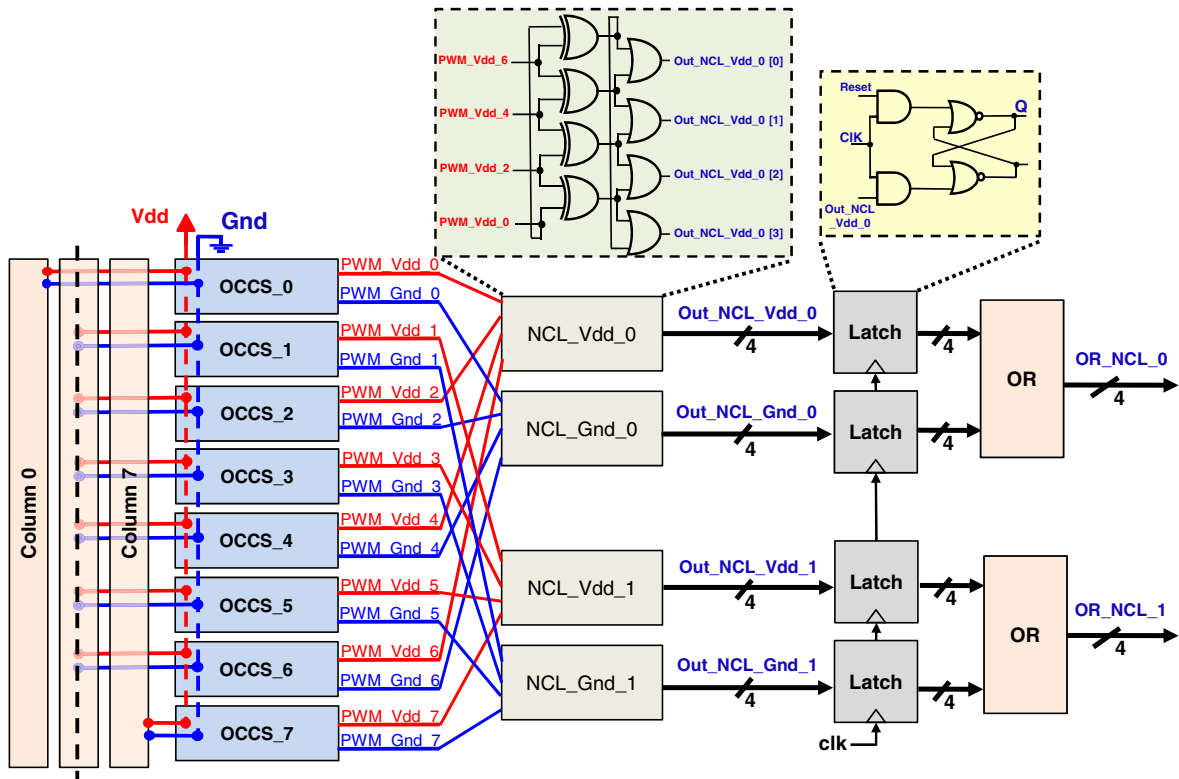 PWM_Vdd_6
PWM_Vdd_4
PWM_Vdd_2
PWM_Vdd_0
Out_NCL_Vdd_0 [0]
Out_NCL_Vdd_0 [1]
Out_NCL_Vdd_0 [2]
Out_NCL_Vdd_0 [3]
Reset
ClK
Out_NCL
_Vdd_0
Q
Vdd
Gnd
Column 0
Column 7
OCCS_0
OCCS_1
OCCS_2
OCCS_3
OCCS_4
OCCS_5
OCCS_6
OCCS_7
PWM_Vdd_0
PWM_Gnd_0
PWM_Vdd_1
PWM_Gnd_1
PWM_Vdd_2
PWM_Gnd_2
PWM_Vdd_3
PWM_Gnd_3
PWM_Vdd_4
PWM_Gnd_4
PWM_Vdd_5
PWM_Gnd_5
PWM_Vdd_6
PWM_Gnd_6
PWM_Vdd_7
PWM_Gnd_7
NCL_Vdd_0
NCL_Gnd_0
NCL_Vdd_1
NCL_Gnd_1
Out_NCL_Vdd_0
4
Out_NCL_Gnd_0
4
Out_NCL_Vdd_1
4
Out_NCL_Gnd_1
4
Latch
Latch
Latch
Latch
clk
4
4
4
4
OR
OR
OR_NCL_0
4
OR_NCL_1
4